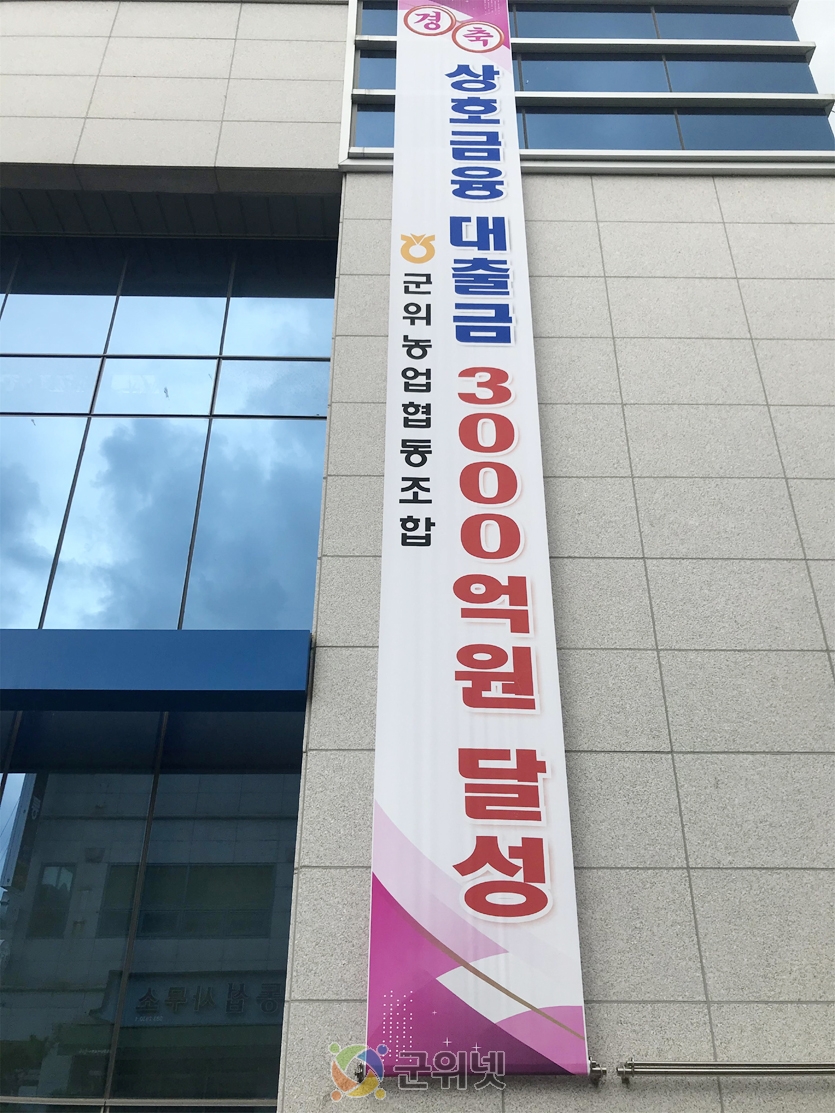 경축
상호금융 대출금 3000억원 달성
군위농업협동조합
군위넷